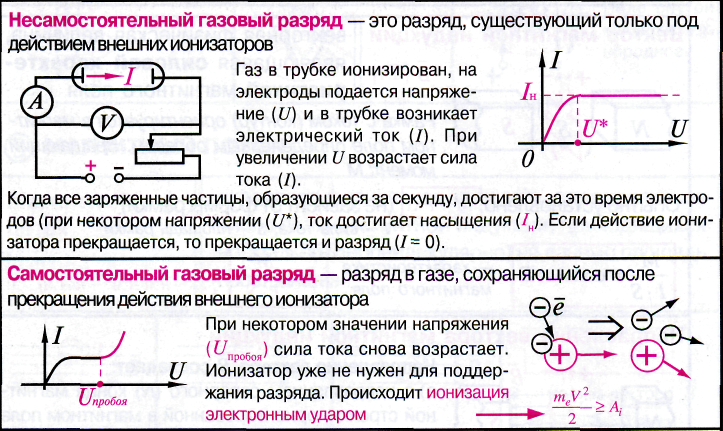 Несамостоятельный газовый разряд — это разряд, существующий только под
действием внешних ионизаторов
I
A
V
+ –
Газ в трубке ионизирован, на
электроды подается напряже-
ние (U) и в трубке возникает
электрический ток (I). При
увеличении U возрастает сила
тока (I).
I
Iн
U*
U
0
Когда все заряженные частицы, образующиеся за секунду, достигают за это время электро-
дов (при некотором напряжении (U*), ток достигает насыщения (Iн). Если действие иони-
затора прекращается, то прекращается и разряд (I = 0).
Самостоятельный газовый разряд — разряд в газе, сохраняющийся после
прекращения действия внешнего ионизатора
I
U
Uпробоя
При некотором значении напряжения
(Uпробоя) сила тока снова возрастает.
Ионизатор уже не нужен для поддер-
жания разряда. Происходит ионизация
электронным ударом
ē
⇒
meV²/2 ≥ Ai